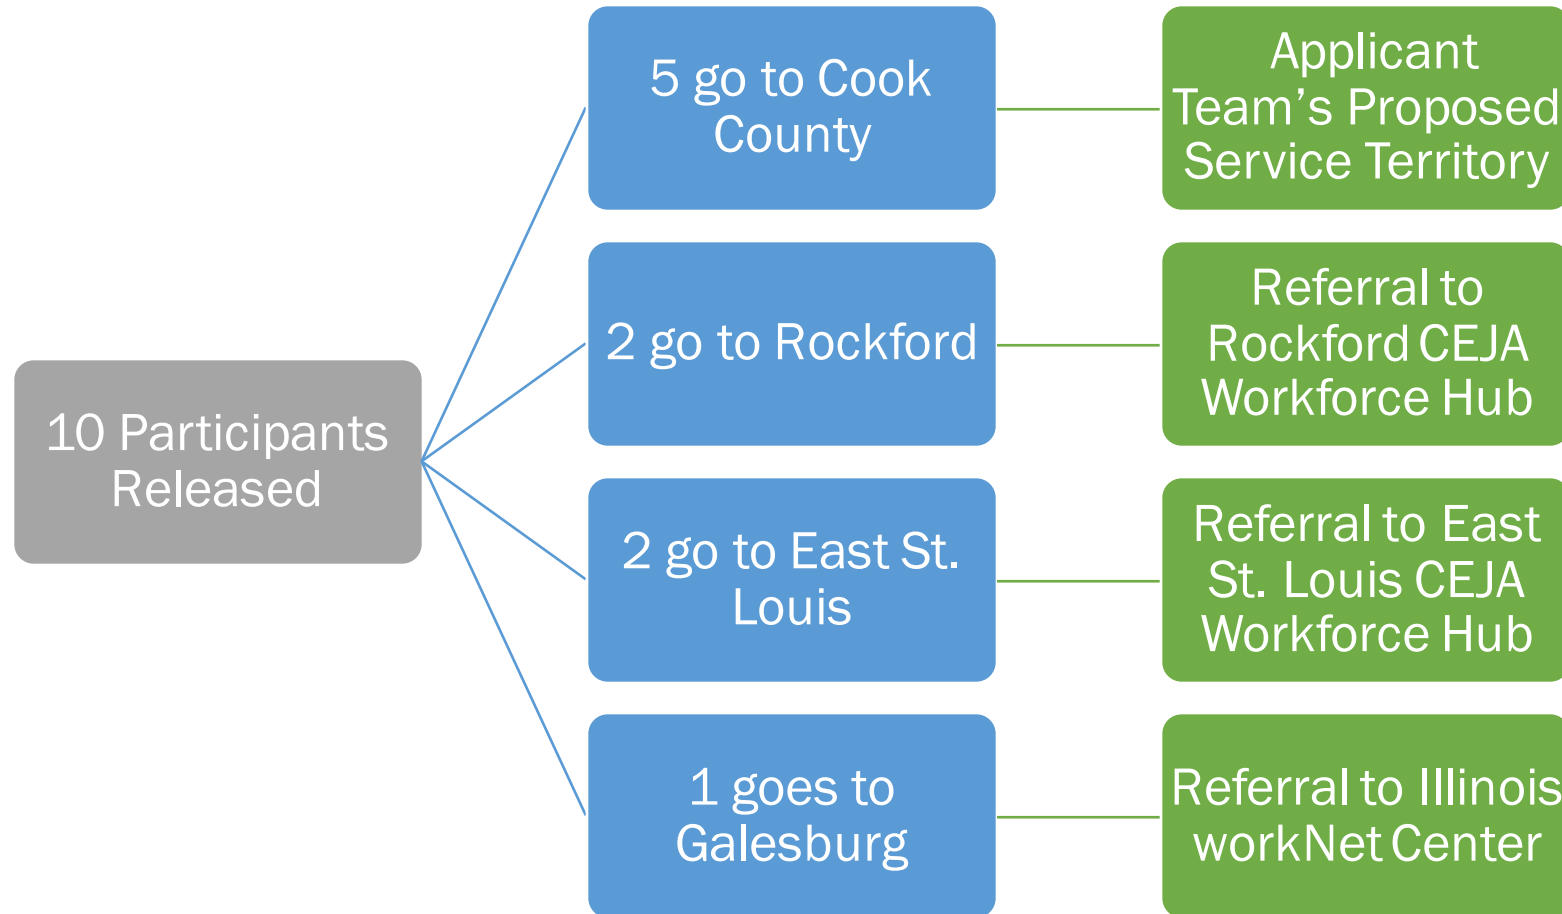 10 Participants
Released
5 go to Cook
County
Applicant
Team’s Proposed
Service Territory
2 go to Rockford
Referral to
Rockford CEJA
Workforce Hub
2 go to East St.
Louis
Referral to East
St. Louis CEJA
Workforce Hub
1 goes to
Galesburg
Referral to Illinois
workNet Center